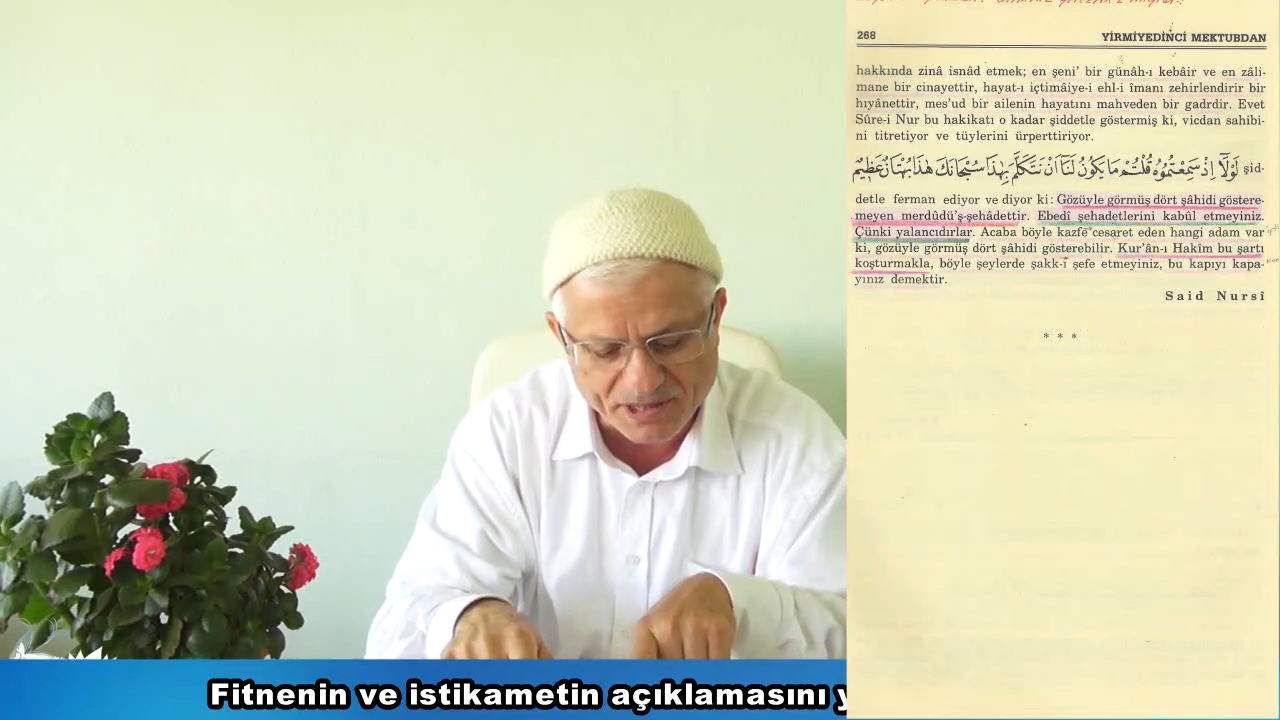 268 YİRMİYEDİNCİ MEKTUBDAN
hakkında zinâ isnâd etmek; en şeni' bir günâh-ı kebâir ve en zâli-
mane bir cinayettir, hayat-ı içtimâiye-i ehl-i îmanı zehirlendirir bir
hıyânettir, mes'ud bir ailenin hayatını mahveden bir gadrdir. Evet
Sûre-i Nur bu hakikatı o kadar şiddetle göstermiş ki, vicdan sahibi-
ni titretiyor ve tüylerini ürperttiriyor.
لَوْلَٓا اِذْ سَمِعْتُمُوهُ قُلْتُمْ مَا يَكُونُ لَنَٓا اَنْ نَتَكَلَّمَ بِهٰذَا سُبْحَانَكَ هٰذَا بُهْتَانٌ عَظِيمٌ şid-
detle ferman ediyor ve diyor ki: Gözüyle görmüş dört şâhidi göstere-
meyen merdûdü'ş-şehâdettir. Ebedî şehadetlerini kabûl etmeyiniz.
Çünki yalancıdırlar. Acaba böyle kazfe cesaret eden hangi adam var
ki, gözüyle görmüş dört şâhidi gösterebilir. Kur'ân-ı Hakîm bu şartı
koşturmakla, böyle şeylerde şakk-ı şefe etmeyiniz, bu kapıyı kapa-
yınız demektir.
Said Nursî
* * *
Fitnenin ve istikametin açıklamasını y